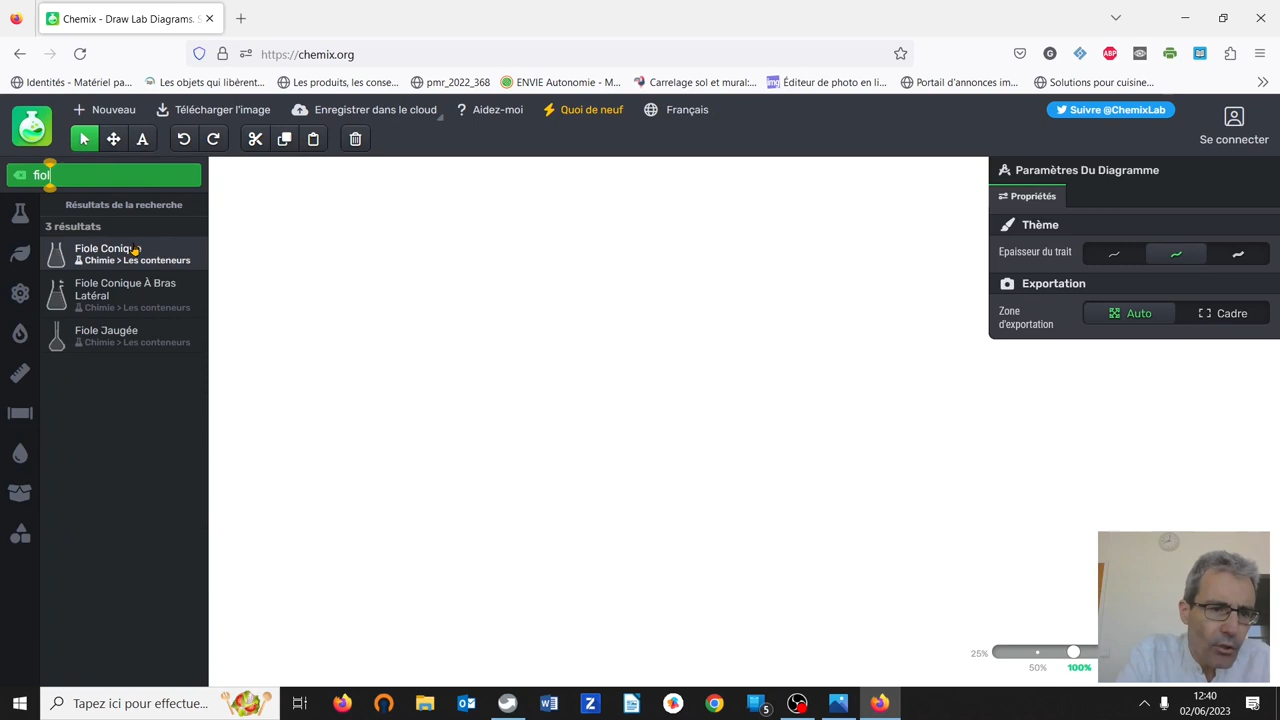 Chemix - Draw Lab Diagrams. S
https://chemix.org
Identités - Matériel pa...
Les objets qui libèrent...
Les produits, les conse...
pmr_2022_368
ENVIE Autonomie - M...
Carrelage sol et mural:...
Éditeur de photo en li...
Portail d'annonces im...
Solutions pour cuisine...
Nouveau
Télécharger l'image
Enregistrer dans le cloud
? Aidez-moi
Quoi de neuf
Français
Suivre @ChemixLab
Se connecter
fiol
Résultats de la recherche
3 résultats
Fiole Conique
Chimie > Les conteneurs
Fiole Conique À Bras
Latéral
Chimie > Les conteneurs
Fiole Jaugée
Chimie > Les conteneurs
Paramètres Du Diagramme
Propriétés
Thème
Epaisseur du trait
Exportation
Zone
d'exportation
Auto
Cadre
25%
50%
100%
Tapez ici pour effectue...
5
12:40
02/06/2023